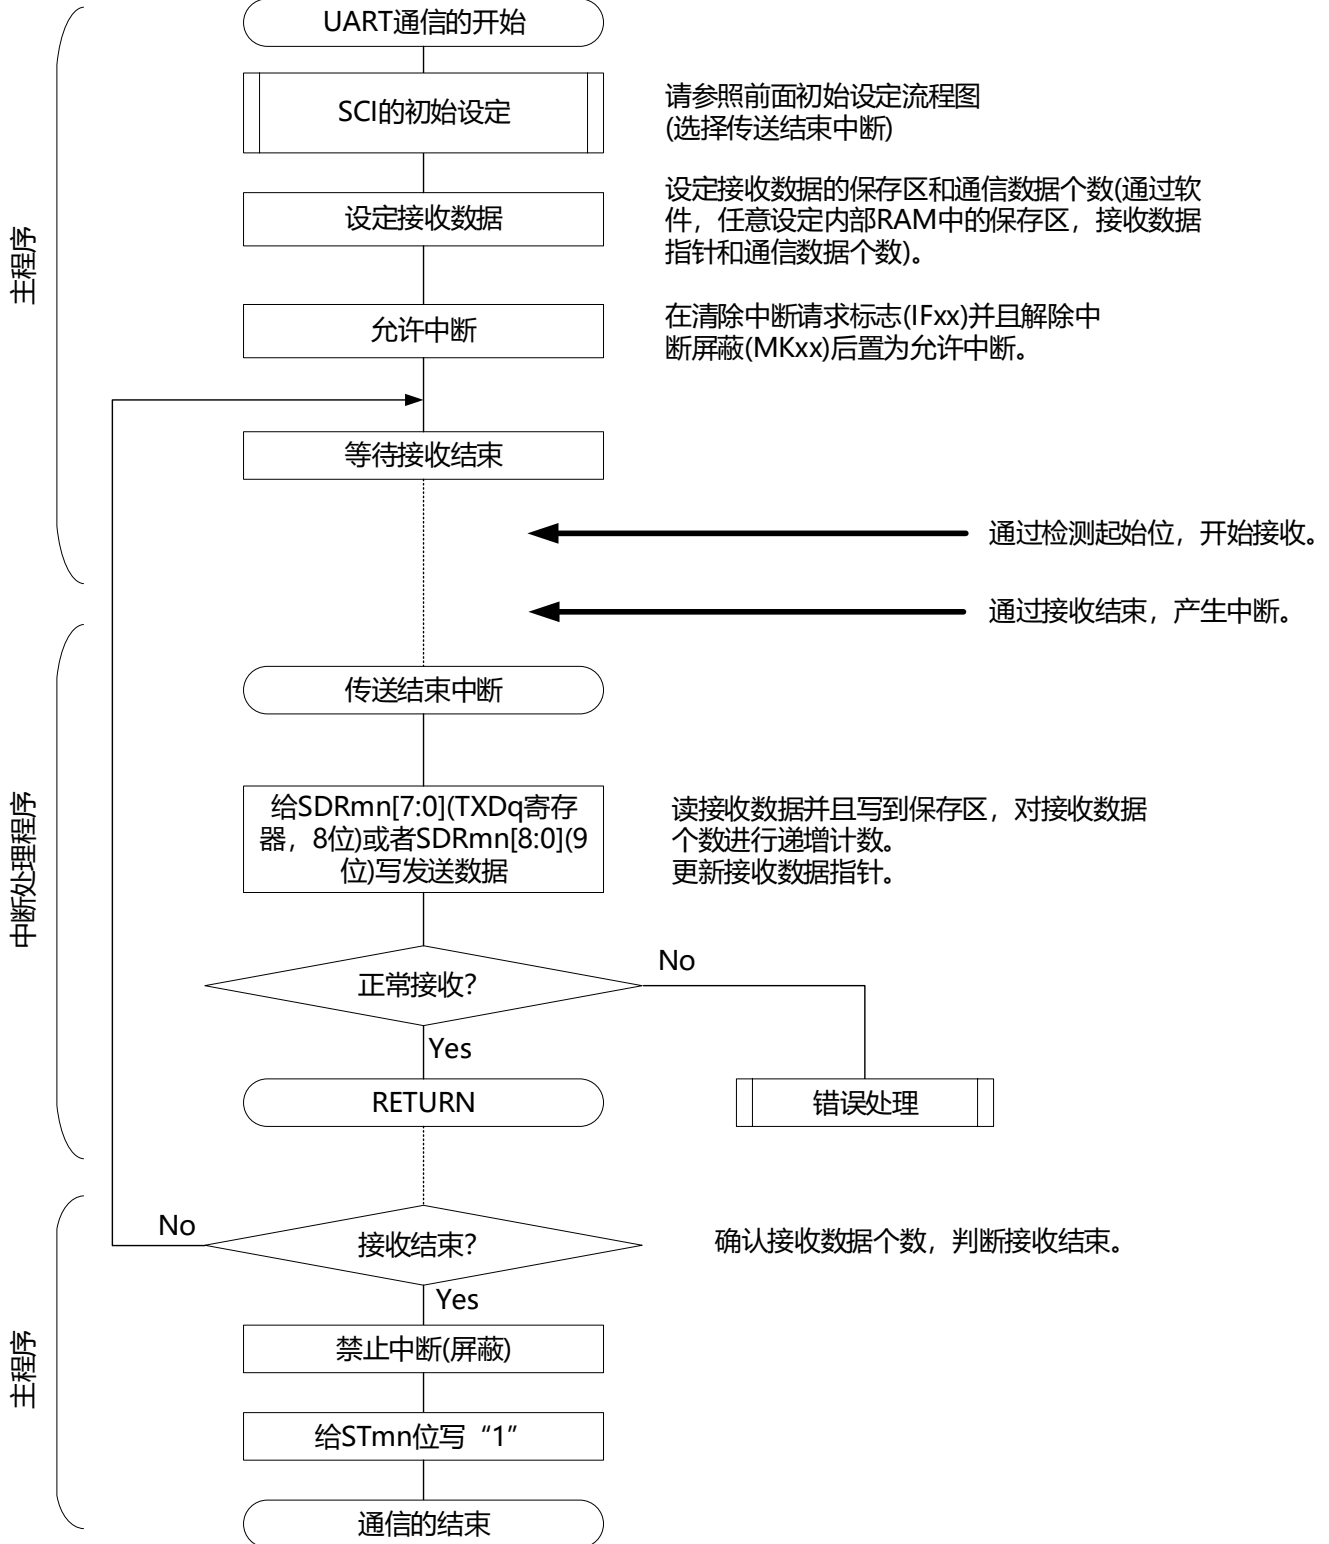 UART通信的开始
SCI的初始设定
请参照前面初始设定流程图
(选择传送结束中断)
设定接收数据
设定接收数据的保存区和通信数据个数(通过软
件，任意设定内部RAM中的保存区，接收数据
指针和通信数据个数)。
主程序
允许中断
在清除中断请求标志(IFxx)并且解除中
断屏蔽(MKxx)后置为允许中断。
等待接收结束
通过检测起始位，开始接收。
通过接收结束，产生中断。
传送结束中断
中断处理程序
给SDRmn[7:0](TXDq寄存
器，8位)或者SDRmn[8:0](9
位)写发送数据
读接收数据并且写到保存区，对接收数据
个数进行递增计数。
更新接收数据指针。
正常接收？
No
Yes
RETURN
错误处理
No
接收结束？
确认接收数据个数，判断接收结束。
Yes
主程序
禁止中断(屏蔽)
给STmn位写“1”
通信的结束